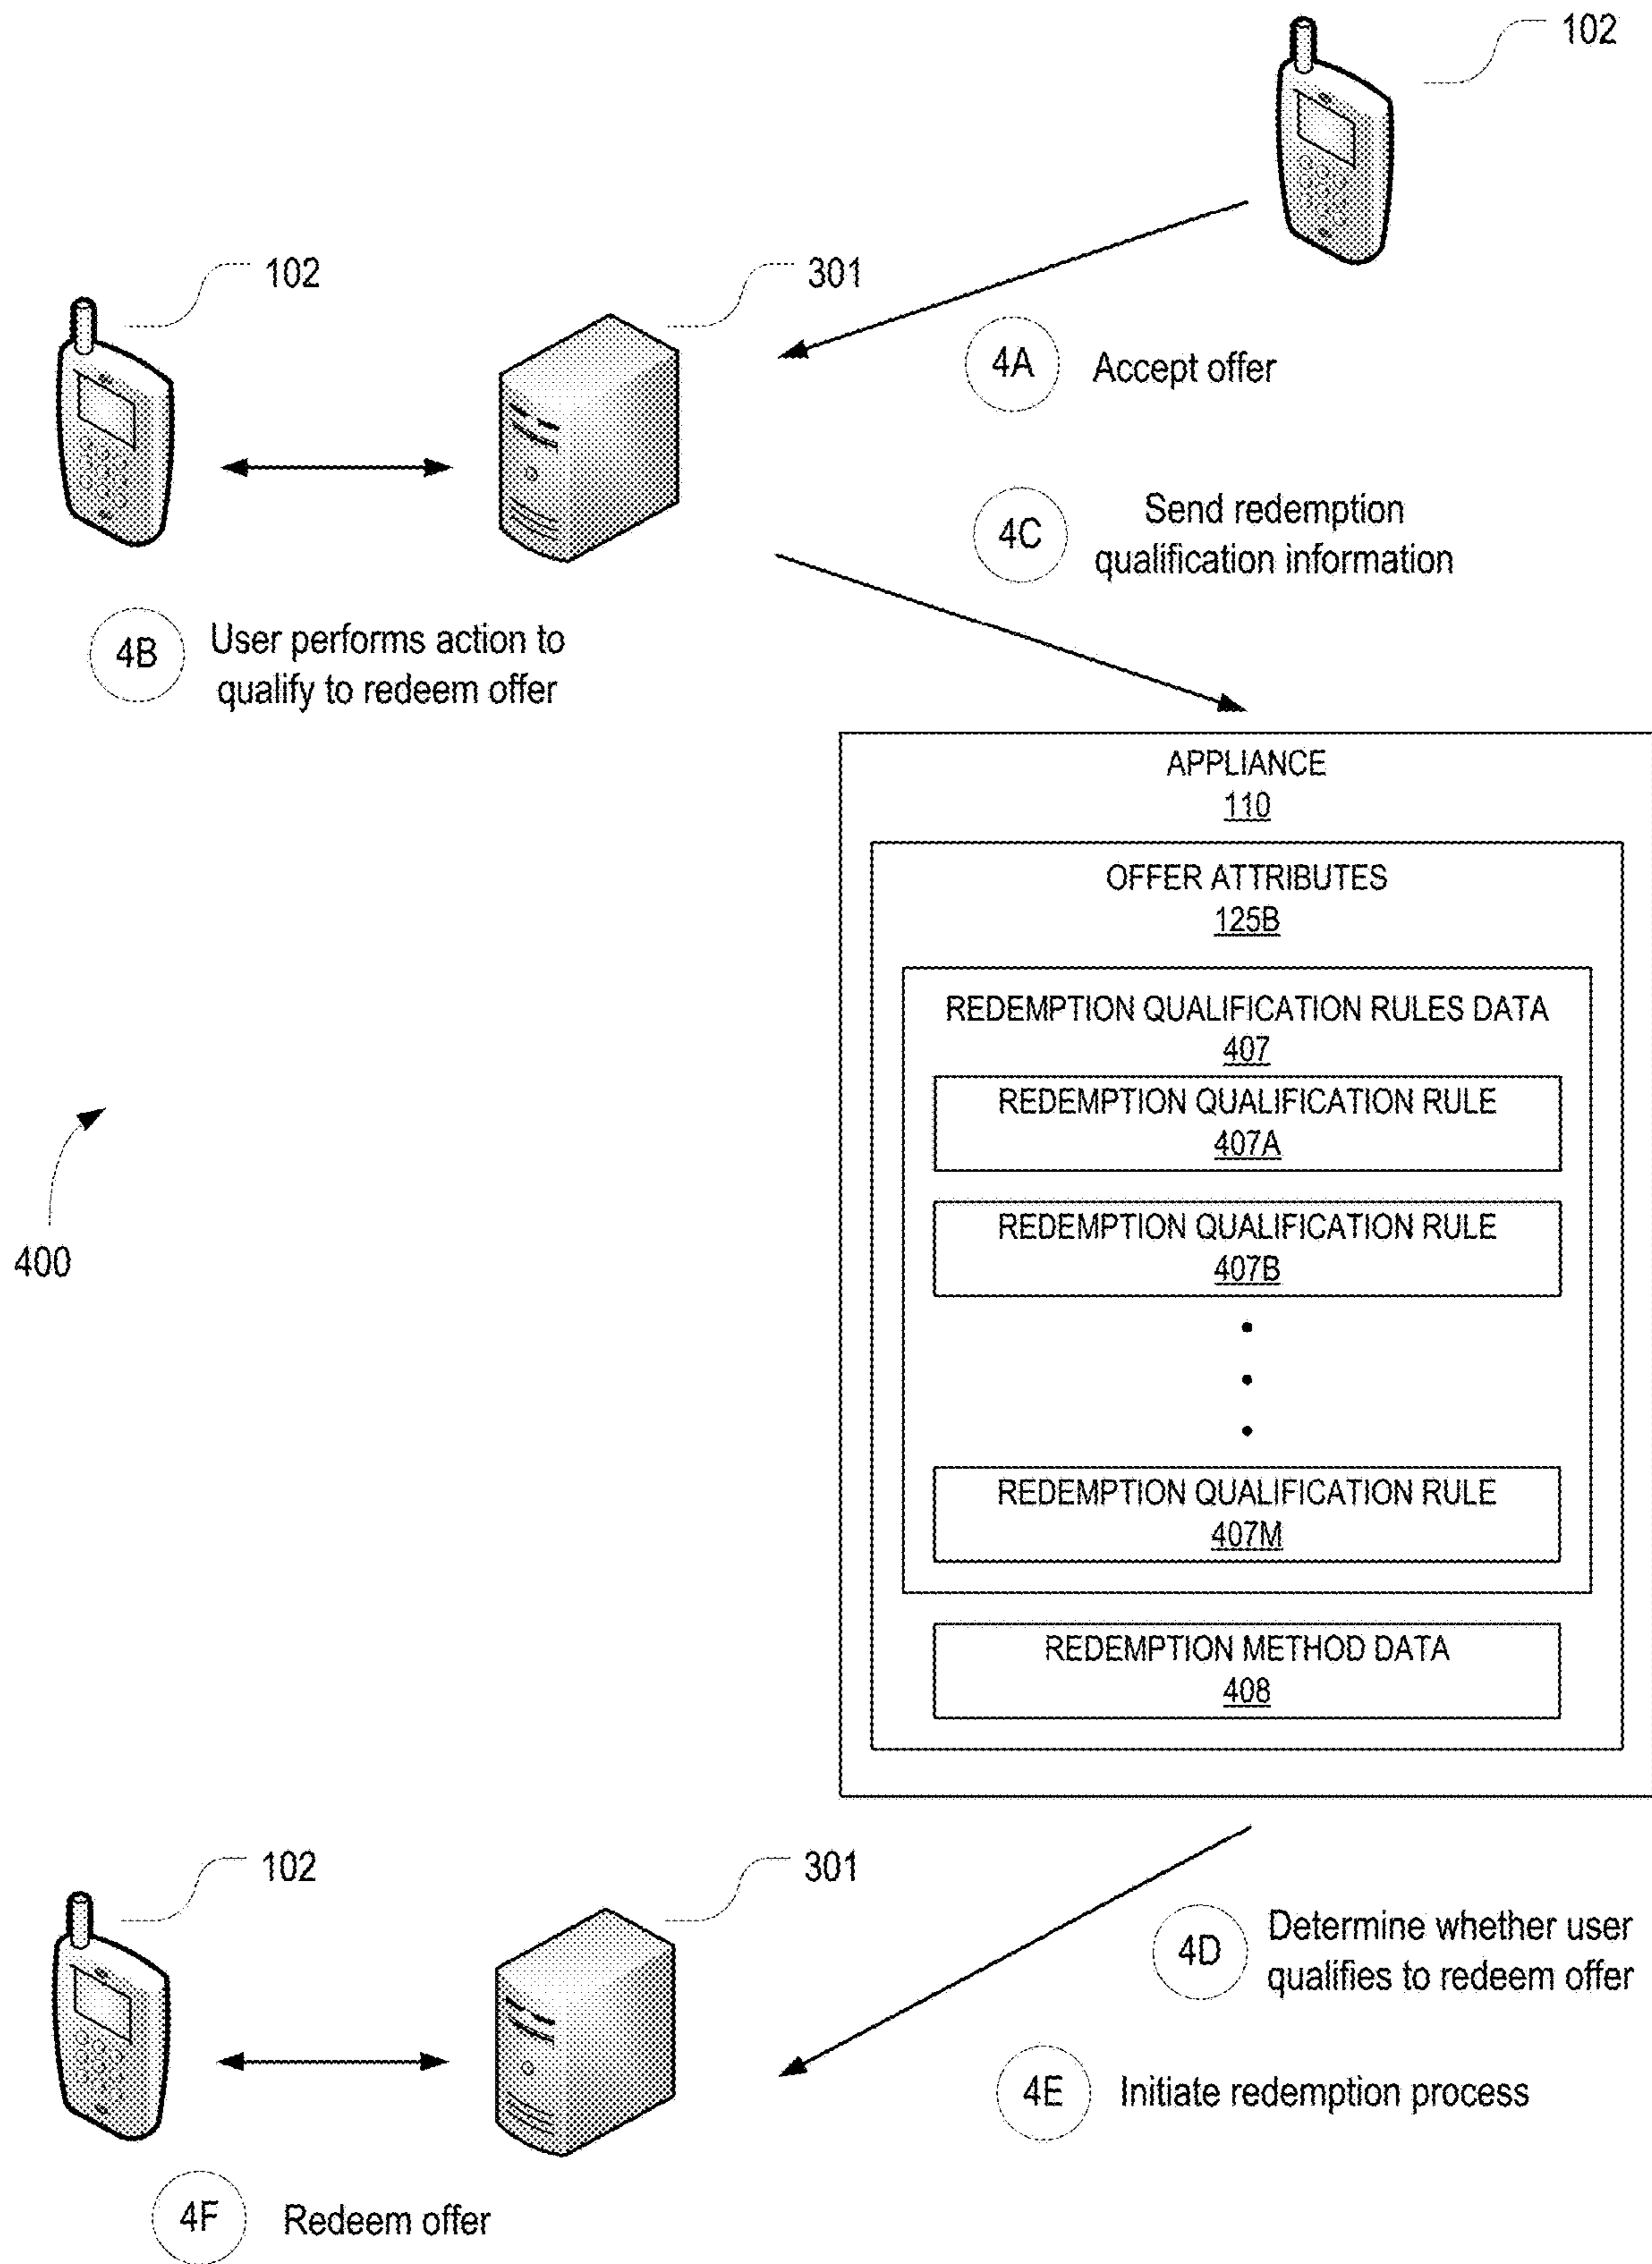 102
102
301
4A
Accept offer
4C
Send redemption
qualification information
4B
User performs action to
qualify to redeem offer
APPLIANCE
110
OFFER ATTRIBUTES
125B
REDEMPTION QUALIFICATION RULES DATA
407
REDEMPTION QUALIFICATION RULE
407A
REDEMPTION QUALIFICATION RULE
407B
400
REDEMPTION QUALIFICATION RULE
407M
REDEMPTION METHOD DATA
408
102
301
4D
Determine whether user
qualifies to redeem offer
4E
Initiate redemption process
4F
Redeem offer